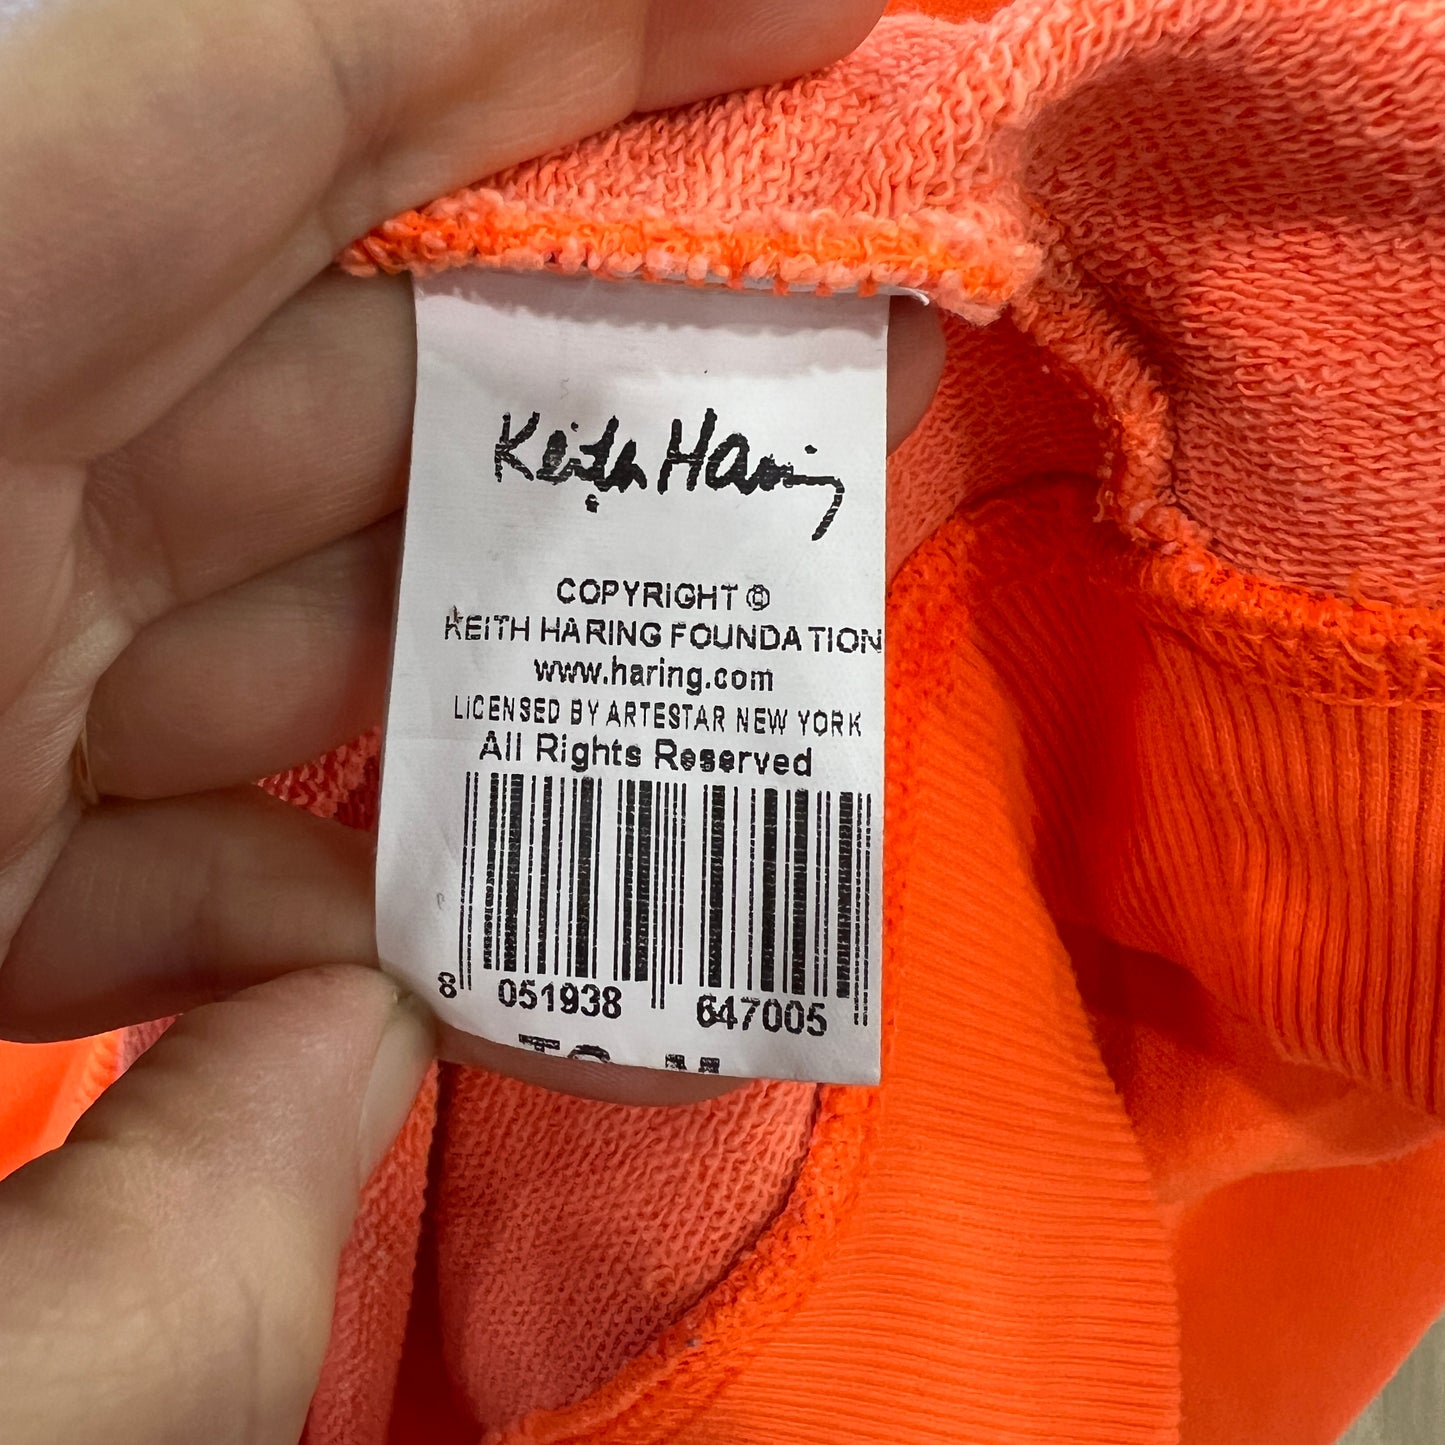 Keith Haring
COPYRIGHT ©
KEITH HARING FOUNDATION
www.haring.com
LICENSED BY ARTESTAR NEW YORK
All Rights Reserved
8 051938 647005